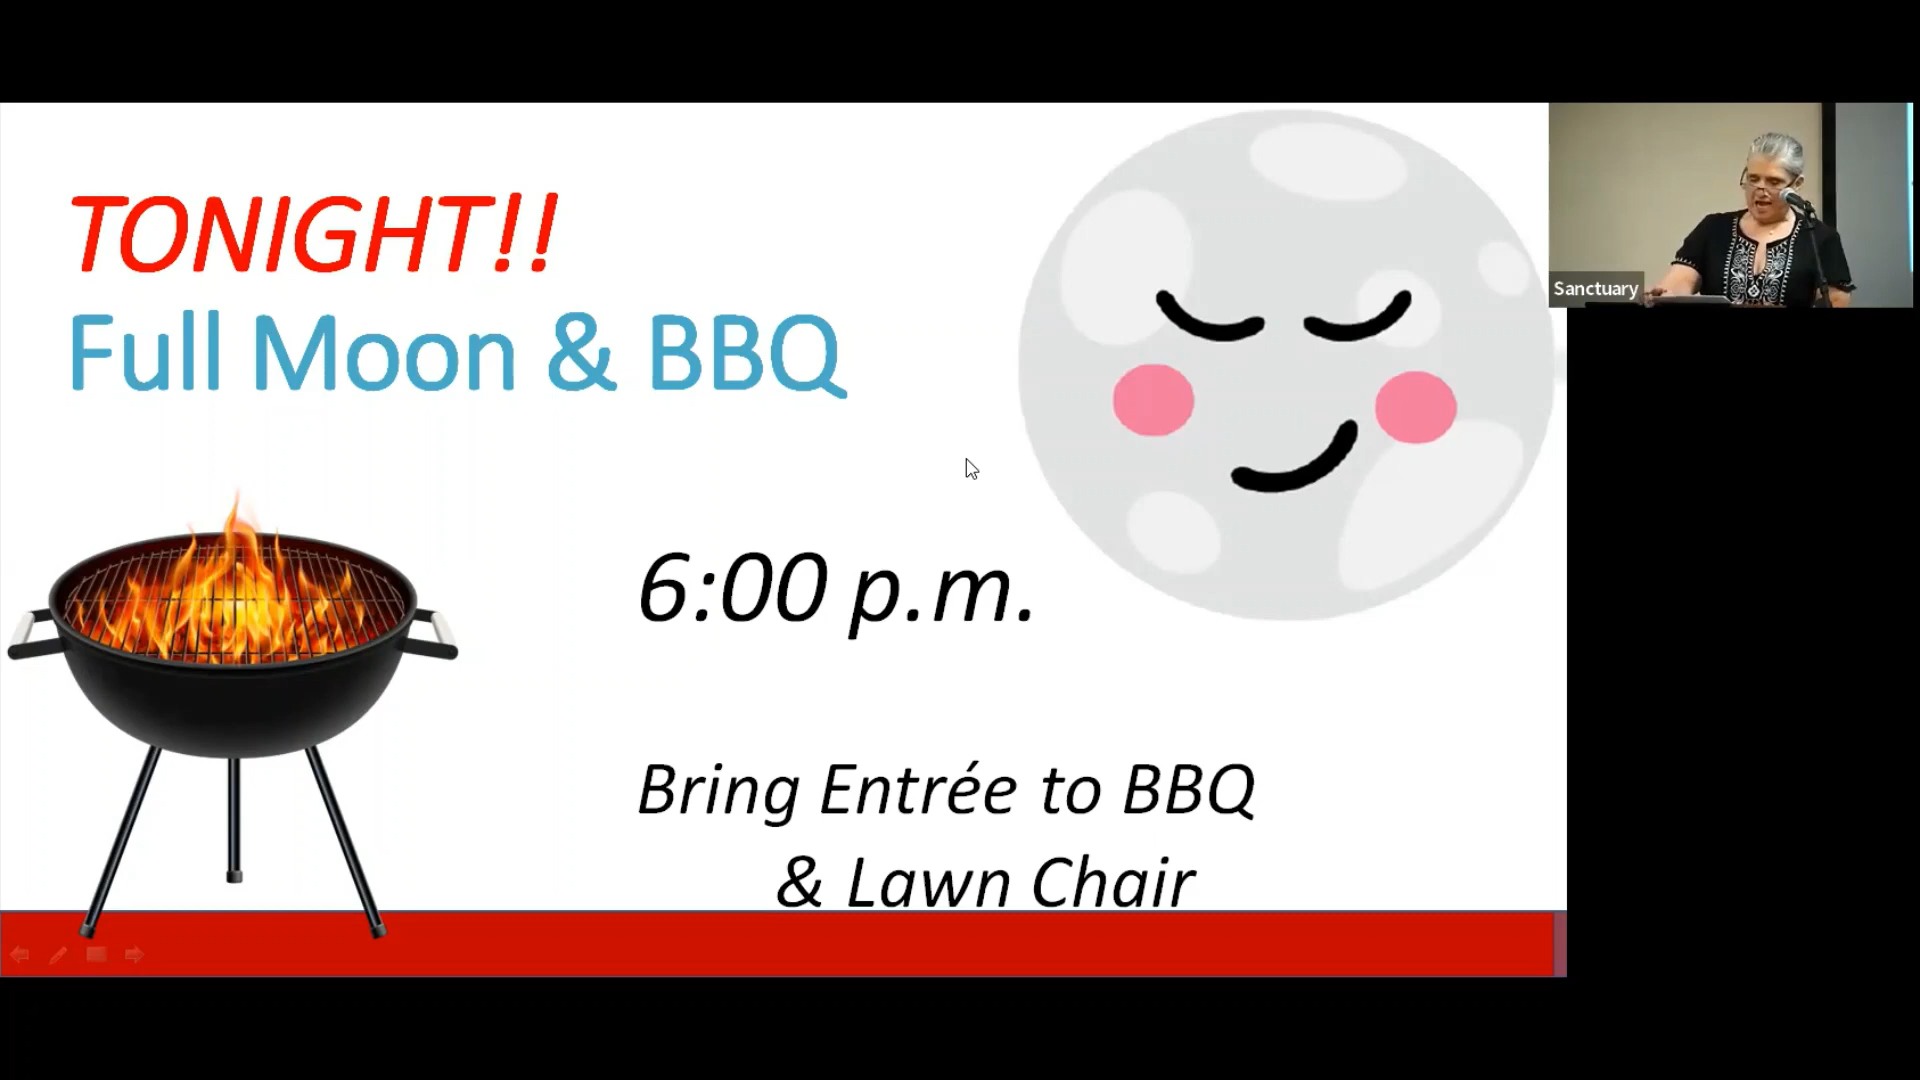 TONIGHT!!
Full Moon & BBQ
6:00 p.m.
Bring Entrée to BBQ
& Lawn Chair
Sanctuary